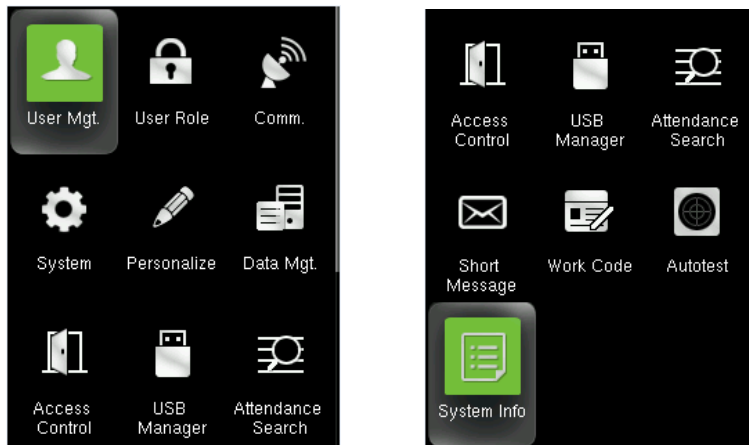 User Mgt.
User Role
Comm.
System
Personalize
Data Mgt.
Access
Control
USB
Manager
Attendance
Search
Access
Control
USB
Manager
Attendance
Search
Short
Message
Work Code
Autotest
System Info